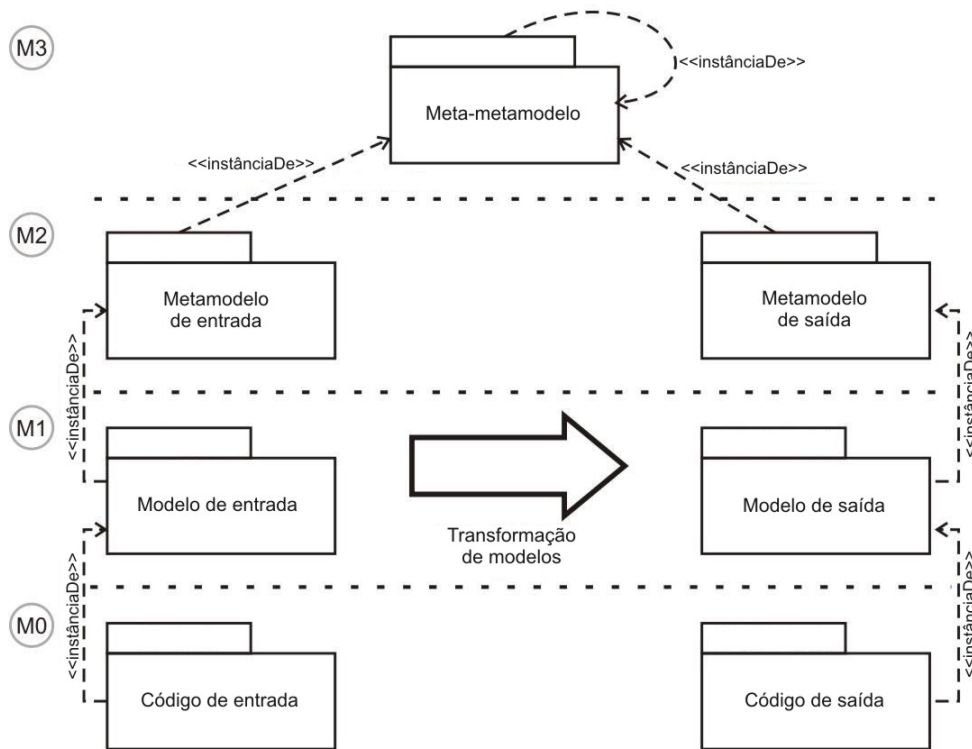 M3
<<instânciaDe>>
Meta-metamodelo
<<instânciaDe>>
<<instânciaDe>>
M2
Metamodelo
de entrada
Metamodelo
de saída
<<instânciaDe>>
<<instânciaDe>>
M1
Modelo de entrada
Transformação
de modelos
Modelo de saída
<<instânciaDe>>
<<instânciaDe>>
M0
Código de entrada
Código de saída